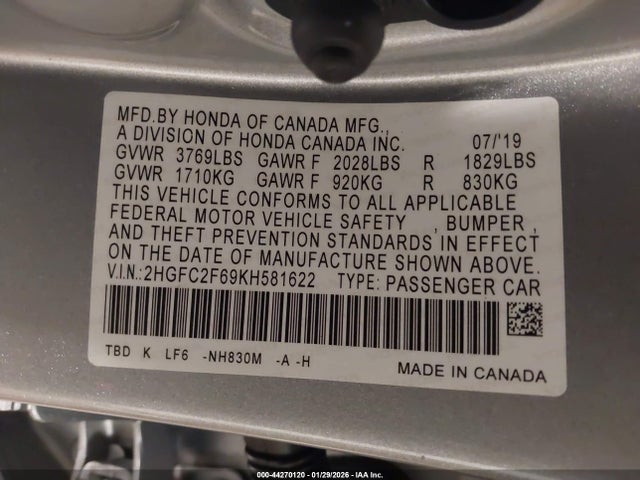 MFD.BY HONDA OF CANADA MFG.,
A DIVISION OF HONDA CANADA INC. 07/'19
GVWR 3769LBS GAWR F 2028LBS R 1829LBS
GVWR 1710KG GAWR F 920KG R 830KG
THIS VEHICLE CONFORMS TO ALL APPLICABLE
FEDERAL MOTOR VEHICLE SAFETY , BUMPER ,
AND THEFT PREVENTION STANDARDS IN EFFECT
ON THE DATE OF MANUFACTURE SHOWN ABOVE.
V.I.N.:2HGFC2F69KH581622 TYPE: PASSENGER CAR
TBD K LF6 -NH830M -A -H
MADE IN CANADA
000-44270120 | 01/29/2026 | IAA Inc.